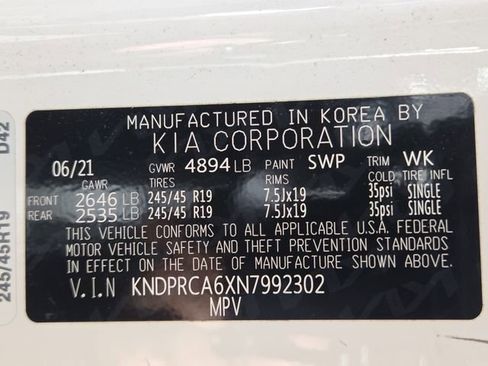 MANUFACTURED IN KOREA BY
KIA CORPORATION
06/21 GVWR 4894 LB PAINT SWP TRIM WK
GAWR TIRES RIMS COLD TIRE INFL
FRONT 2646 LB 245/45 R19 7.5Jx19 35psi SINGLE
REAR 2535 LB 245/45 R19 7.5Jx19 35psi SINGLE
THIS VEHICLE CONFORMS TO ALL APPLICABLE U.S.A. FEDERAL
MOTOR VEHICLE SAFETY AND THEFT PREVENTION STANDARDS
IN EFFECT ON THE DATE OF MANUFACTURE SHOWN ABOVE.
V.I.N KNDPRCA6XN7992302
MPV
245/45R19 D42